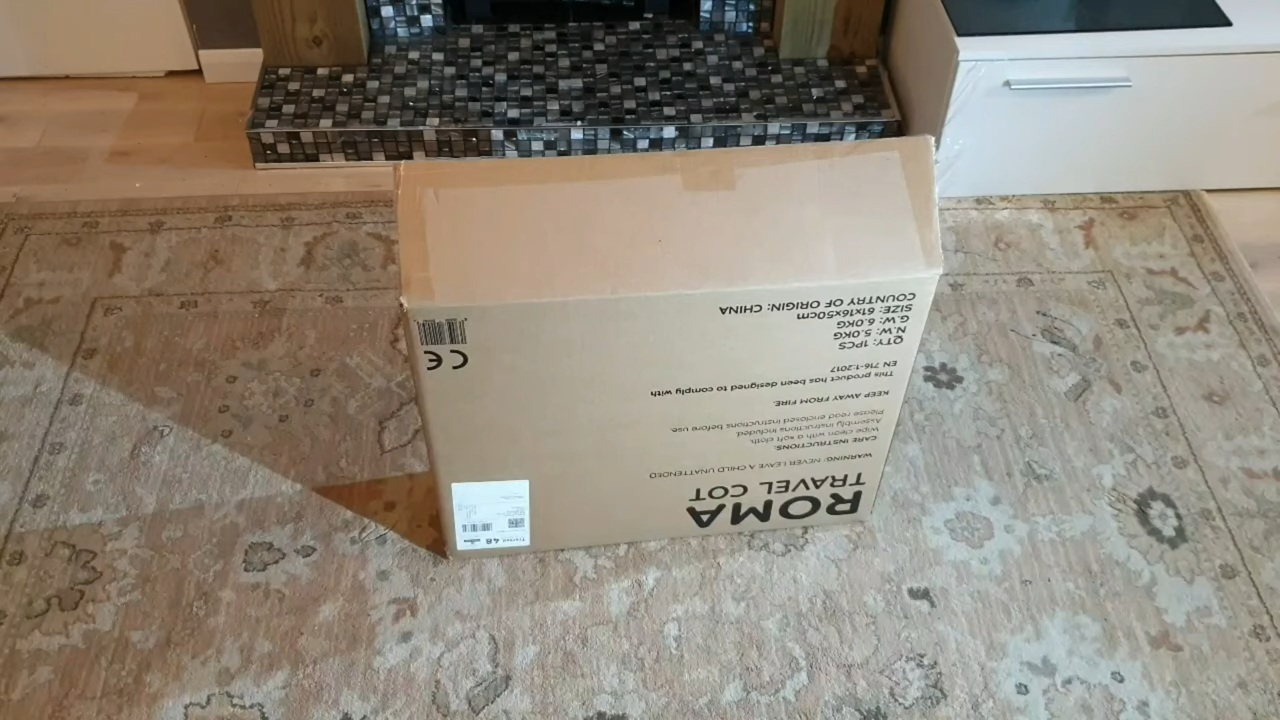 ROMA
TRAVEL COT
WARNING: NEVER LEAVE A CHILD UNATTENDED
CARE INSTRUCTIONS:
Wipe clean with a soft cloth.
Assembly instructions included.
Please read enclosed instructions before use.
KEEP AWAY FROM FIRE.
This product has been designed to comply with
EN 716-1:2017
QTY: 1PCS
N.W: 5.0KG
G.W: 6.0KG
SIZE: 61x16x50cm
COUNTRY OF ORIGIN: CHINA
CE
Tracked 48